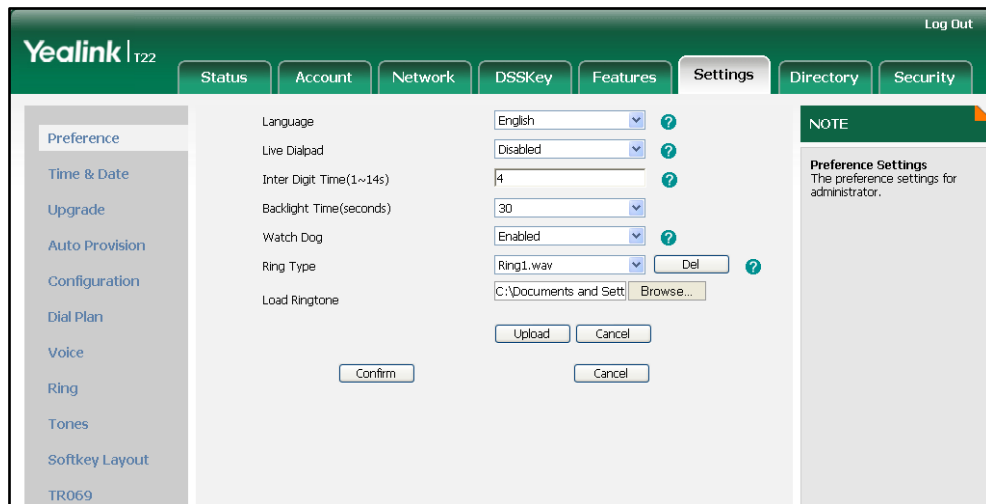 Log Out
Yealink T22
Status Account Network DSSKey Features Settings Directory Security
Preference
Time & Date
Upgrade
Auto Provision
Configuration
Dial Plan
Voice
Ring
Tones
Softkey Layout
TR069
Language English ?
Live Dialpad Disabled ?
Inter Digit Time(1~14s) 4 ?
Backlight Time(seconds) 30
Watch Dog Enabled ?
Ring Type Ring1.wav Del ?
Load Ringtone C:\Documents and Sett Browse...
Upload Cancel
Confirm Cancel
NOTE
Preference Settings
The preference settings for
administrator.